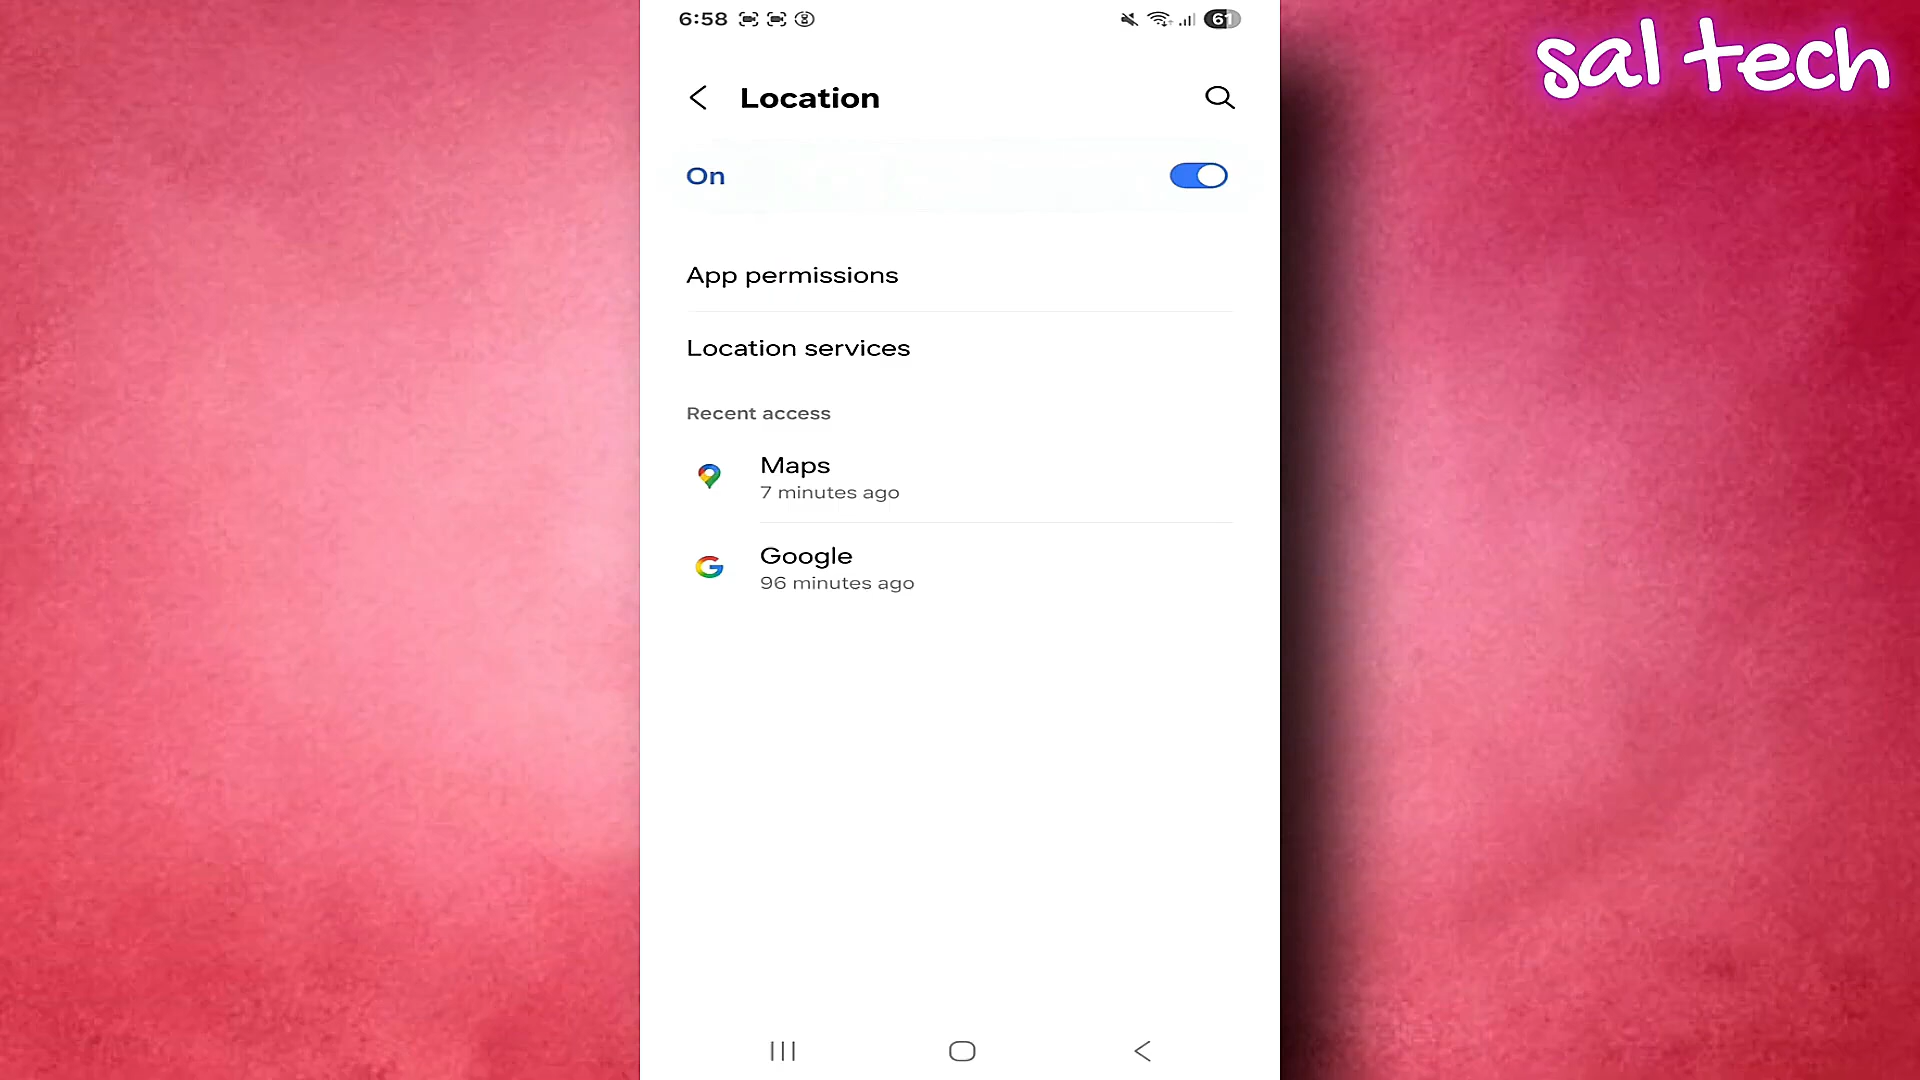 6:58
61
sal tech
Location
On
App permissions
Location services
Recent access
Maps
7 minutes ago
Google
96 minutes ago